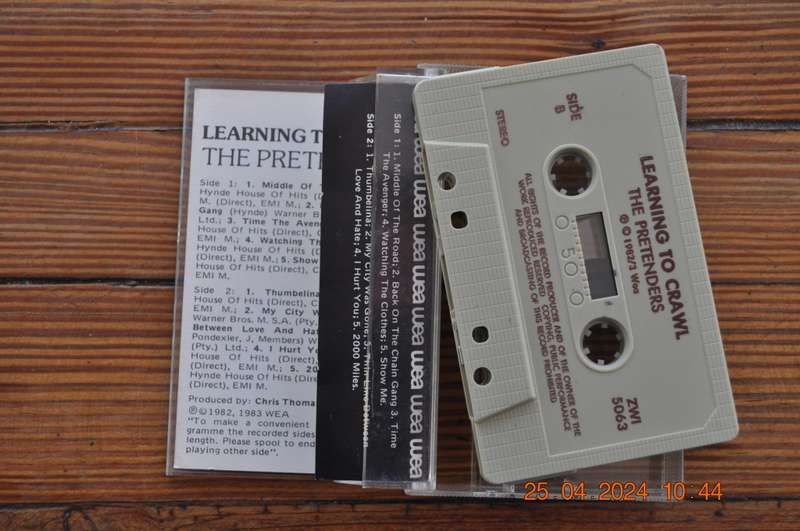 LEARNING T
THE PRETE
Side 1: 1. Middle Of T
Hynde House Of Hits (D
M. (Direct), EMI M.; 2.
Gang (Hynde) Warner B
Ltd.; 3. Time The Aven
House Of Hits (Direct), C
EMI M.; 4. Watching Th
Hynde House Of Hits (
(Direct), EMI M.; 5. Show
House Of Hits (Direct), C
EMI M.
Side 2: 1. Thumbelina
House Of Hits (Direct), C
EMI M.; 2. My City W
Warner Bros. M. S.A. (Pty.
Between Love And Hat
Pondexler, J, Members) W
(Pty.) Ltd.; 4. I Hurt Y
House Of Hits (Direct), C
(Direct), EMI M.; 5. 20
Hynde House Of Hits (Direct),
(Direct), EMI M.
Produced by: Chris Thoma
℗©1982, 1983 WEA
"To make a convenient
gramme the recorded sides
length. Please spool to end
playing other side".
Side 1: 1. Middle Of The Road; 2. Back On The Chain Gang 3. Time
The Avenger; 4. Watching The Clothes; 5. Show Me.
Side 2: 1. Thumbelina; 2. My City Was Gone; 3. Thin Line Between
Love And Hate; 4. I Hurt You; 5. 2000 Miles.
wea wea wea wea wea wea wea wea
SIDE
B
STEREO
LEARNING TO CRAWL
THE PRETENDERS
℗ © 1982/3 Wea
ZWI
5063
0 50 0
ALL RIGHTS OF THE RECORD PRODUCER AND OF THE OWNER OF THE
WORK REPRODUCED RESERVED COPYING, PUBLIC PERFORMANCE
AND BROADCASTING OF THIS RECORD PROHIBITED
25.04.2024 10:44